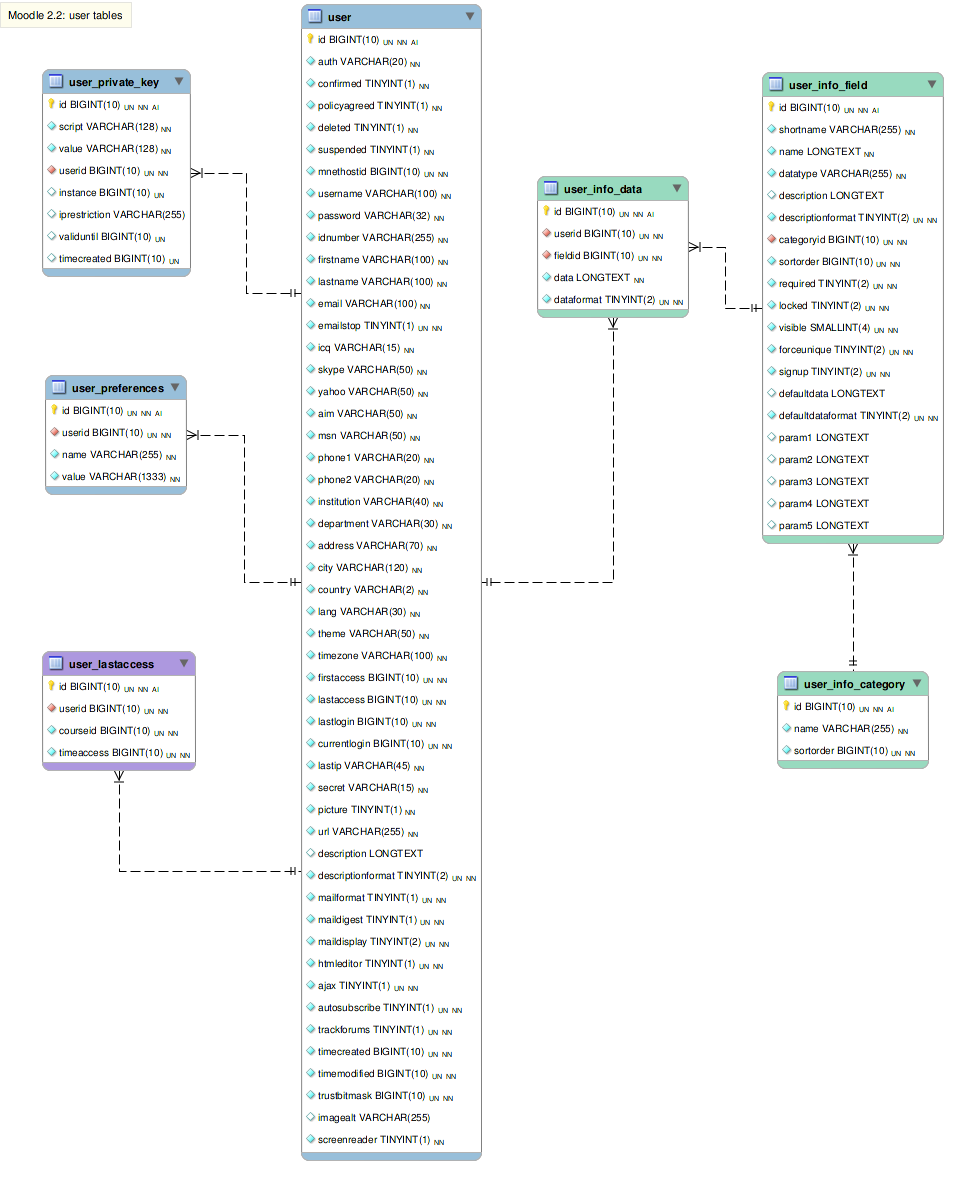 Moodle 2.2: user tables
user
id BIGINT(10) UN NN AI
auth VARCHAR(20) NN
confirmed TINYINT(1) NN
policyagreed TINYINT(1) NN
deleted TINYINT(1) NN
suspended TINYINT(1) NN
mnethostid BIGINT(10) UN NN
username VARCHAR(100) NN
password VARCHAR(32) NN
idnumber VARCHAR(255) NN
firstname VARCHAR(100) NN
lastname VARCHAR(100) NN
email VARCHAR(100) NN
emailstop TINYINT(1) UN NN
icq VARCHAR(15) NN
skype VARCHAR(50) NN
yahoo VARCHAR(50) NN
aim VARCHAR(50) NN
msn VARCHAR(50) NN
phone1 VARCHAR(20) NN
phone2 VARCHAR(20) NN
institution VARCHAR(40) NN
department VARCHAR(30) NN
address VARCHAR(70) NN
city VARCHAR(120) NN
country VARCHAR(2) NN
lang VARCHAR(30) NN
theme VARCHAR(50) NN
timezone VARCHAR(100) NN
firstaccess BIGINT(10) UN NN
lastaccess BIGINT(10) UN NN
lastlogin BIGINT(10) UN NN
currentlogin BIGINT(10) UN NN
lastip VARCHAR(45) NN
secret VARCHAR(15) NN
picture TINYINT(1) NN
url VARCHAR(255) NN
description LONGTEXT
descriptionformat TINYINT(2) UN NN
mailformat TINYINT(1) UN NN
maildigest TINYINT(1) UN NN
maildisplay TINYINT(2) UN NN
htmleditor TINYINT(1) UN NN
ajax TINYINT(1) UN NN
autosubscribe TINYINT(1) UN NN
trackforums TINYINT(1) UN NN
timecreated BIGINT(10) UN NN
timemodified BIGINT(10) UN NN
trustbitmask BIGINT(10) UN NN
imagealt VARCHAR(255)
screenreader TINYINT(1) NN
user_private_key
id BIGINT(10) UN NN AI
script VARCHAR(128) NN
value VARCHAR(128) NN
userid BIGINT(10) UN NN
instance BIGINT(10) UN
iprestriction VARCHAR(255)
validuntil BIGINT(10) UN
timecreated BIGINT(10) UN
user_preferences
id BIGINT(10) UN NN AI
userid BIGINT(10) UN NN
name VARCHAR(255) NN
value VARCHAR(1333) NN
user_lastaccess
id BIGINT(10) UN NN AI
userid BIGINT(10) UN NN
courseid BIGINT(10) UN NN
timeaccess BIGINT(10) UN NN
user_info_data
id BIGINT(10) UN NN AI
userid BIGINT(10) UN NN
fieldid BIGINT(10) UN NN
data LONGTEXT NN
dataformat TINYINT(2) UN NN
user_info_field
id BIGINT(10) UN NN AI
shortname VARCHAR(255) NN
name LONGTEXT NN
datatype VARCHAR(255) NN
description LONGTEXT
descriptionformat TINYINT(2) UN NN
categoryid BIGINT(10) UN NN
sortorder BIGINT(10) UN NN
required TINYINT(2) UN NN
locked TINYINT(2) UN NN
visible SMALLINT(4) UN NN
forceunique TINYINT(2) UN NN
signup TINYINT(2) UN NN
defaultdata LONGTEXT
defaultdataformat TINYINT(2) UN NN
param1 LONGTEXT
param2 LONGTEXT
param3 LONGTEXT
param4 LONGTEXT
param5 LONGTEXT
user_info_category
id BIGINT(10) UN NN AI
name VARCHAR(255) NN
sortorder BIGINT(10) UN NN